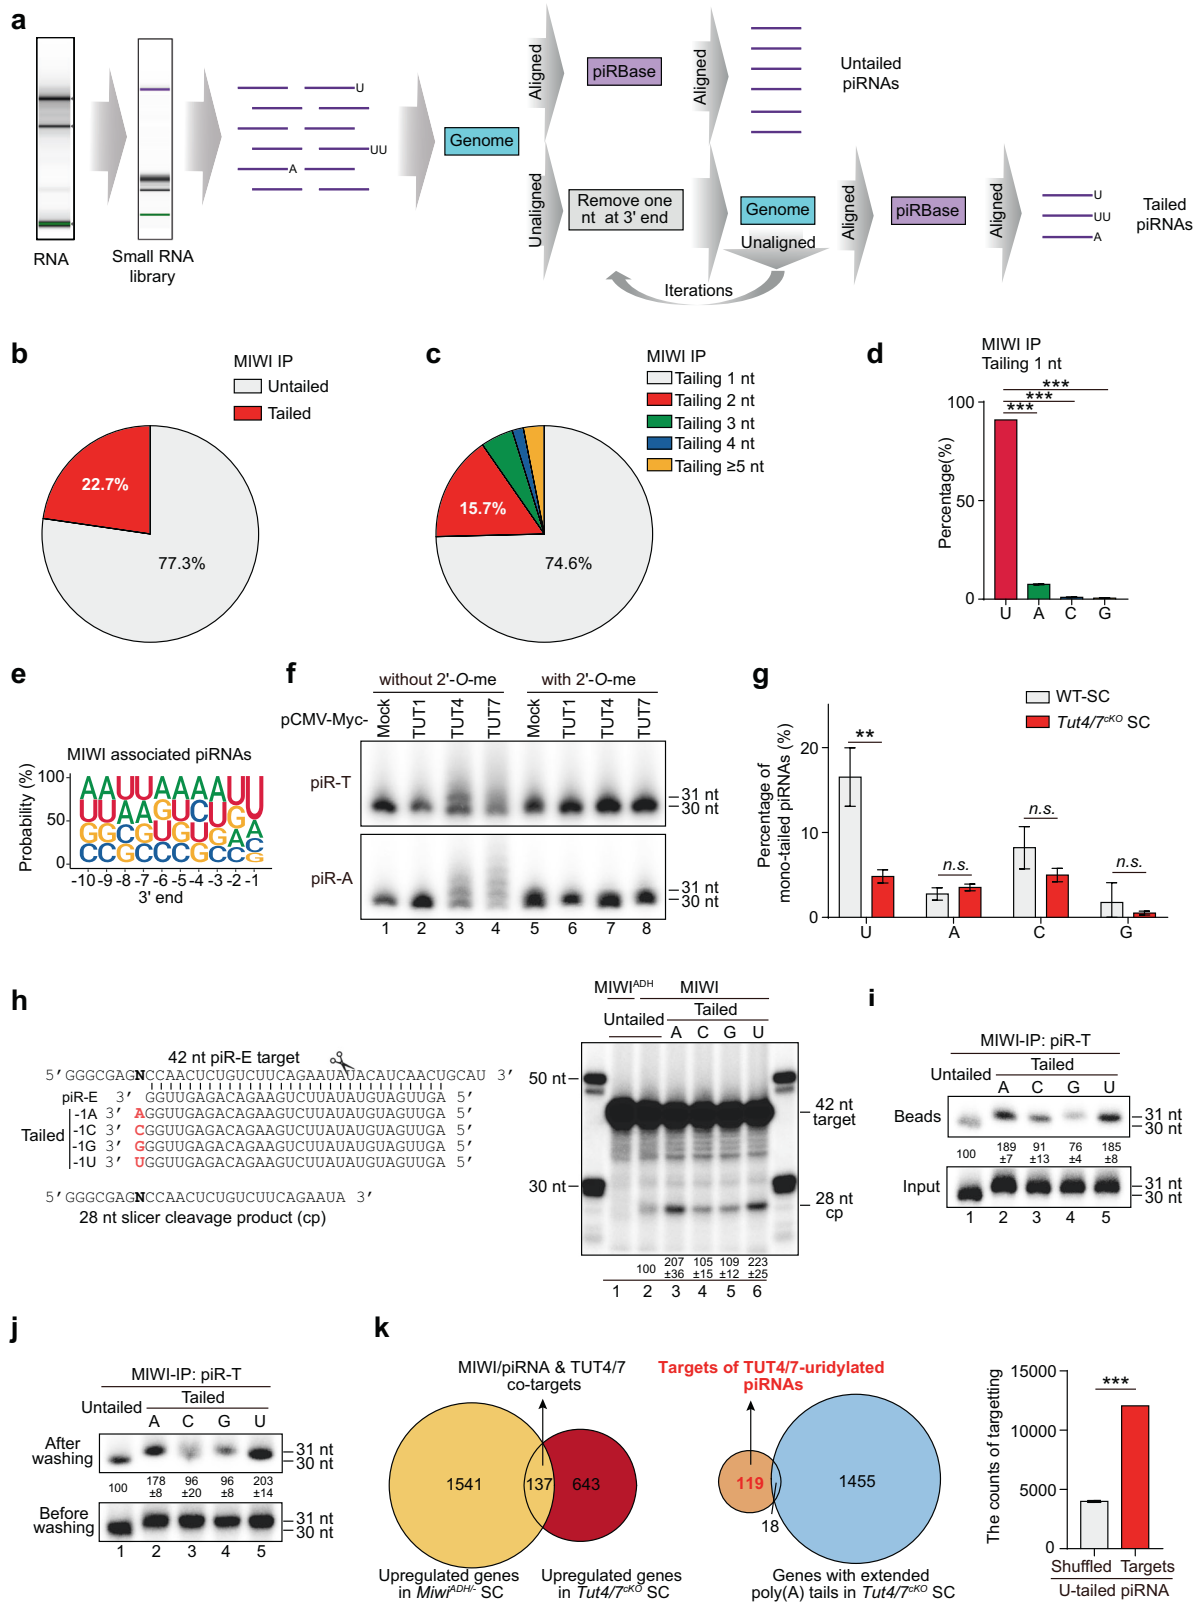 a
RNA
Small RNA
library
U
UU
A
Genome
Aligned
piRBase
Aligned
Untailed
piRNAs
Unaligned
Remove one
nt at 3' end
Genome
Unaligned
Iterations
Aligned
piRBase
Aligned
U
UU
A
Tailed
piRNAs
b
MIWI IP
Untailed
Tailed
22.7%
77.3%
c
MIWI IP
Tailing 1 nt
Tailing 2 nt
Tailing 3 nt
Tailing 4 nt
Tailing ≥5 nt
15.7%
74.6%
d
MIWI IP
Tailing 1 nt
***
***
***
Percentage(%)
100
50
0
U A C G
e
MIWI associated piRNAs
Probability (%)
100
50
0
A A U U A A A A U U
U U A A G U C U G A
G G C G U G U G A C
C C G C C C G C C G
-10 -9 -8 -7 -6 -5 -4 -3 -2 -1
3' end
f
without 2'-O-me with 2'-O-me
pCMV-Myc- Mock TUT1 TUT4 TUT7 Mock TUT1 TUT4 TUT7
piR-T
31 nt
30 nt
piR-A
31 nt
30 nt
1 2 3 4 5 6 7 8
g
WT-SC
Tut4/7cKO SC
Percentage of
mono-tailed piRNAs (%)
20
10
0
**
n.s.
n.s.
n.s.
U A C G
h
42 nt piR-E target
5′ GGGCGAGNCCAACTCTGTCTTCAGAATATACATCAACTGCAT 3′
piR-E 3′ GGUUGAGACAGAAGUCUUAUAUGUAGUUGA 5′
Tailed
-1A 3′ AGGUUGAGACAGAAGUCUUAUAUGUAGUUGA 5′
-1C 3′ CGGUUGAGACAGAAGUCUUAUAUGUAGUUGA 5′
-1G 3′ GGGUUGAGACAGAAGUCUUAUAUGUAGUUGA 5′
-1U 3′ UGGUUGAGACAGAAGUCUUAUAUGUAGUUGA 5′
5′ GGGCGAGNCCAACUCUGUCUUCAGAAUA 3′
28 nt slicer cleavage product (cp)
MIWIADH MIWI
Tailed
Untailed A C G U
50 nt
30 nt
42 nt
target
28 nt
cp
100 207 105 109 223
±36 ±15 ±12 ±25
1 2 3 4 5 6
i
MIWI-IP: piR-T
Tailed
Untailed A C G U
Beads
31 nt
30 nt
100 189 91 76 185
±7 ±13 ±4 ±8
Input
31 nt
30 nt
1 2 3 4 5
j
MIWI-IP: piR-T
Tailed
Untailed A C G U
After
washing
31 nt
30 nt
100 178 96 96 203
±8 ±20 ±8 ±14
Before
washing
31 nt
30 nt
1 2 3 4 5
k
MIWI/piRNA & TUT4/7
co-targets
1541
137
643
Upregulated genes
in MiwiADH/- SC
Upregulated genes
in Tut4/7cKO SC
Targets of TUT4/7-uridylated
piRNAs
119
18
1455
Genes with extended
poly(A) tails in Tut4/7cKO SC
The counts of targetting
15000
10000
5000
0
***
Shuffled Targets
U-tailed piRNA